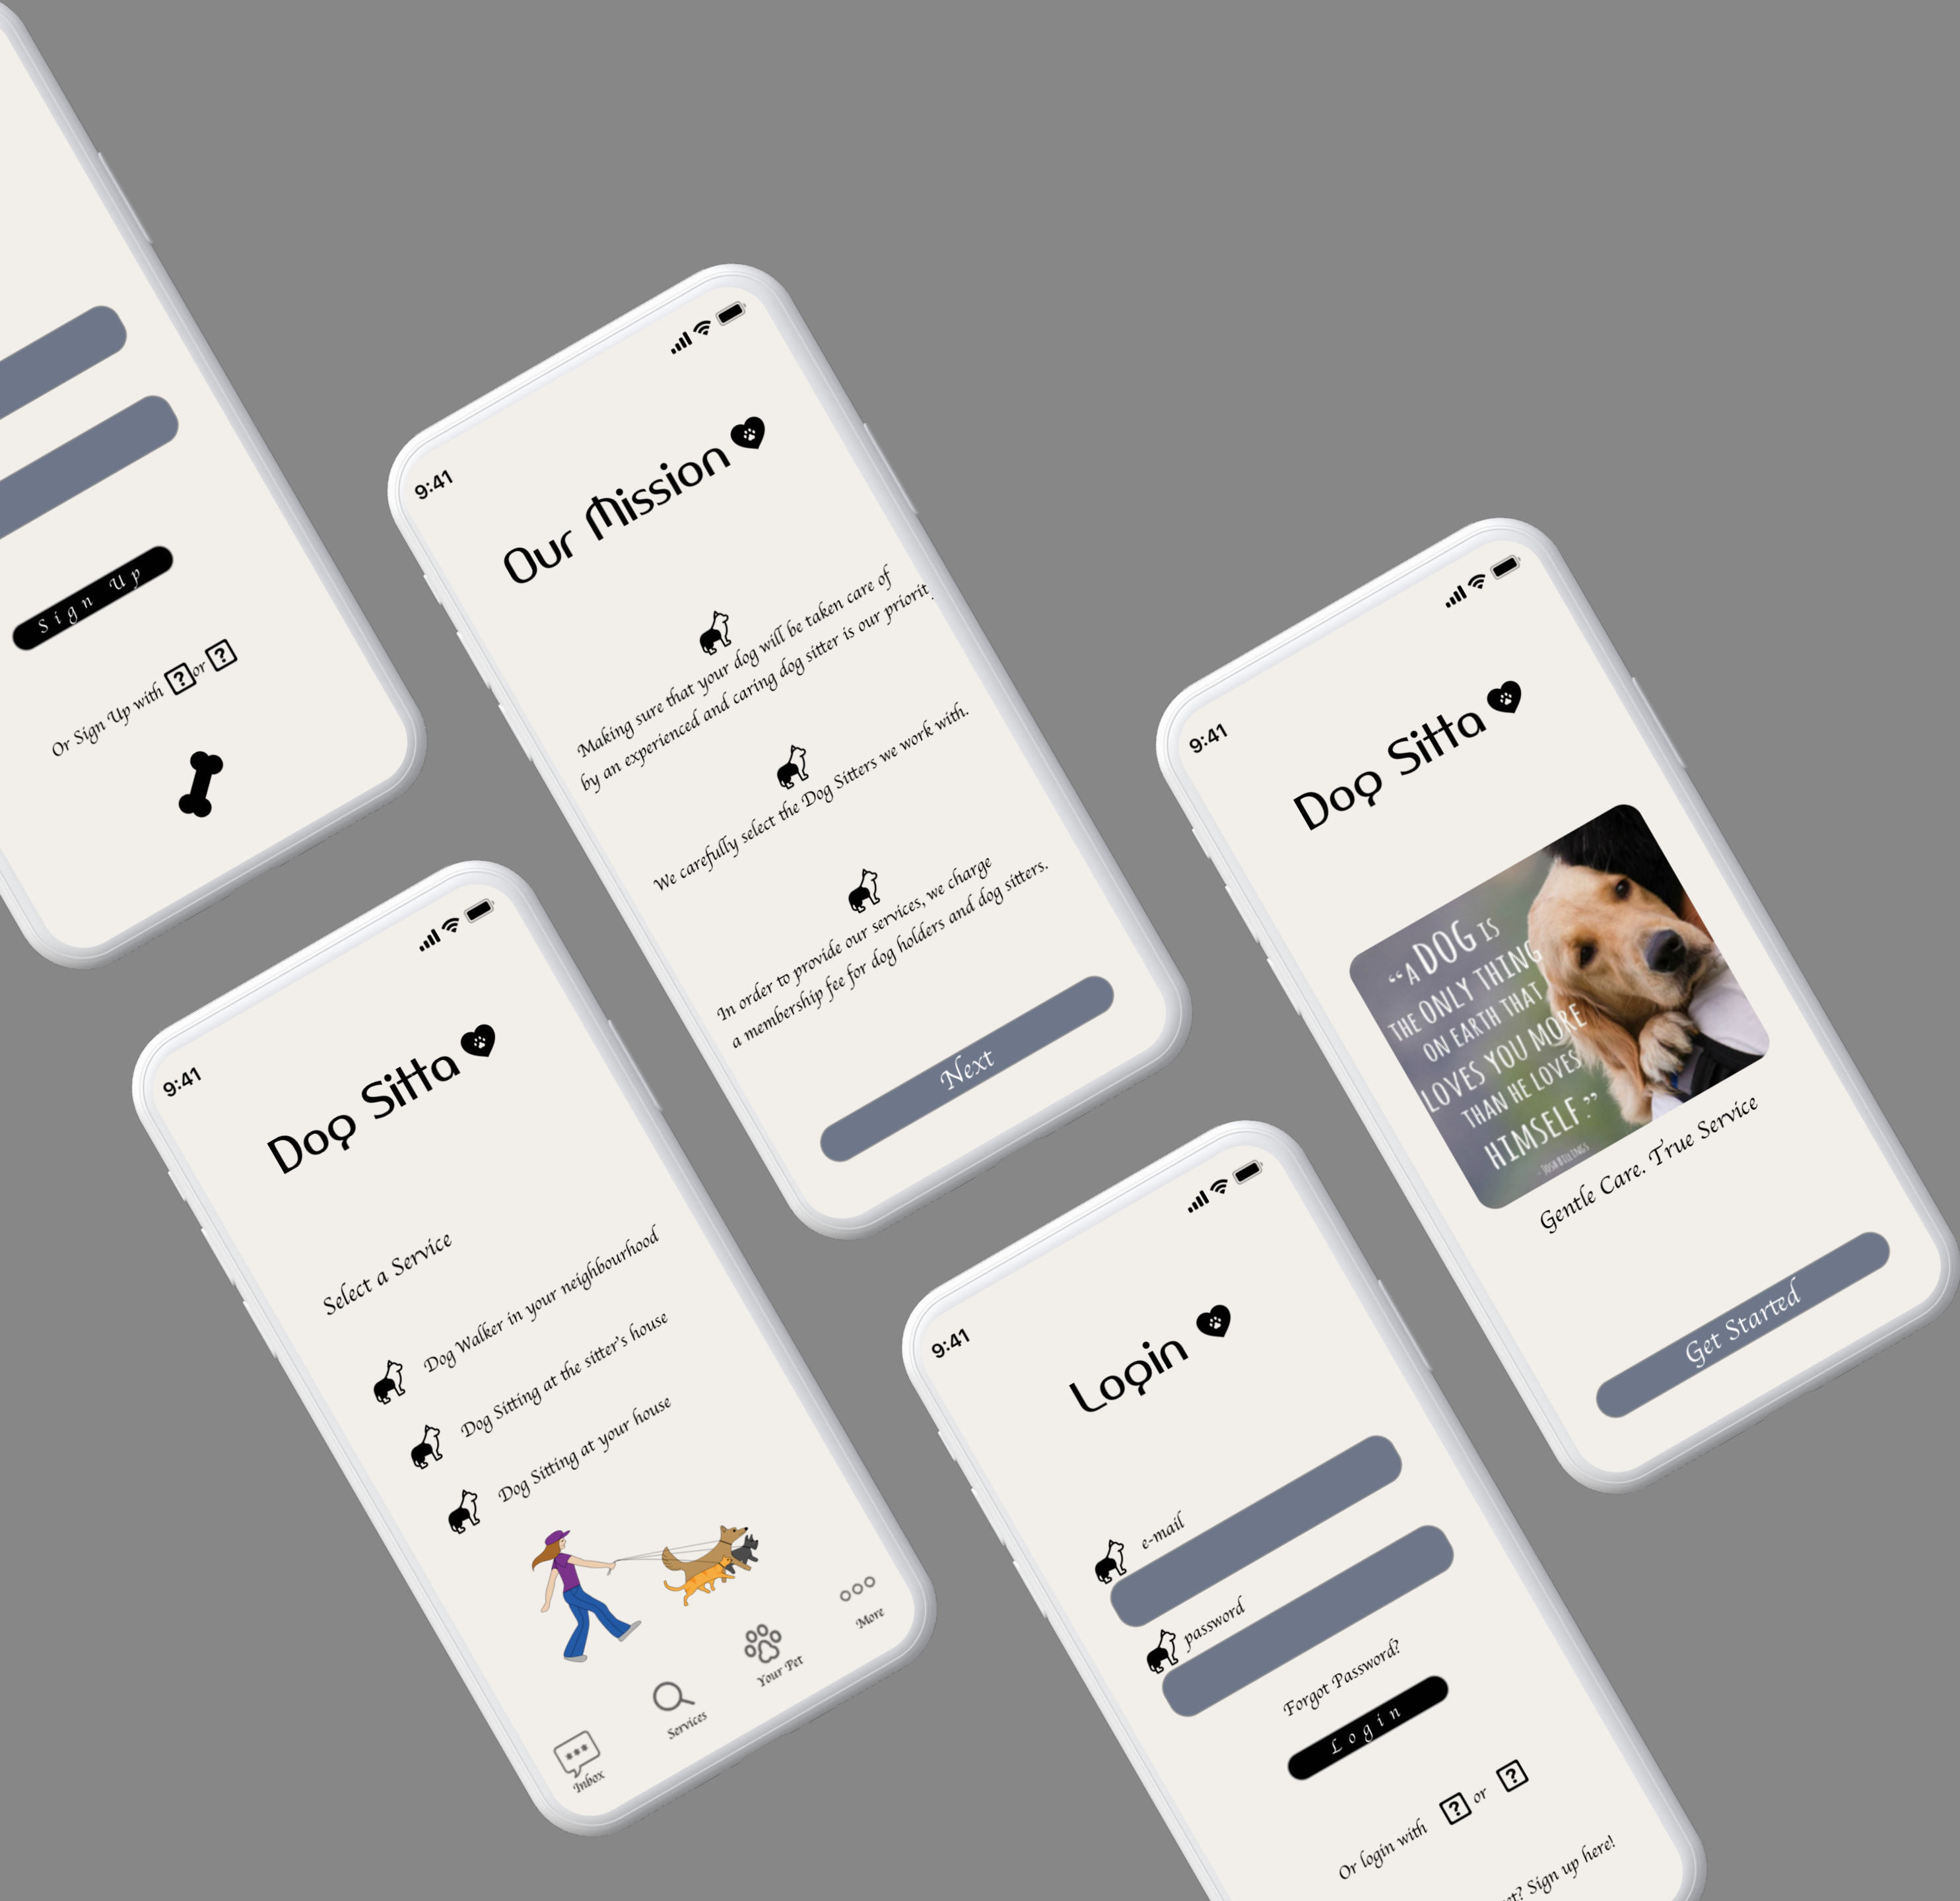 Sign Up
Or Sign Up with ? or ?
9:41
Our Mission
Making sure that your dog will be taken care of
by an experienced and caring dog sitter is our priority
We carefully select the Dog Sitters we work with.
In order to provide our services, we charge
a membership fee for dog holders and dog sitters.
Next
9:41
Dog Sitta
“A DOG IS
THE ONLY THING
ON EARTH THAT
LOVES YOU MORE
THAN HE LOVES
HIMSELF.”
- JOSH BILLINGS
Gentle Care. True Service
Get Started
9:41
Dog Sitta
Select a Service
Dog Walker in your neighbourhood
Dog Sitting at the sitter's house
Dog Sitting at your house
Inbox
Services
Your Pet
More
9:41
Login
e-mail
password
Forgot Password?
Login
Or login with ? or ?
? Sign up here!